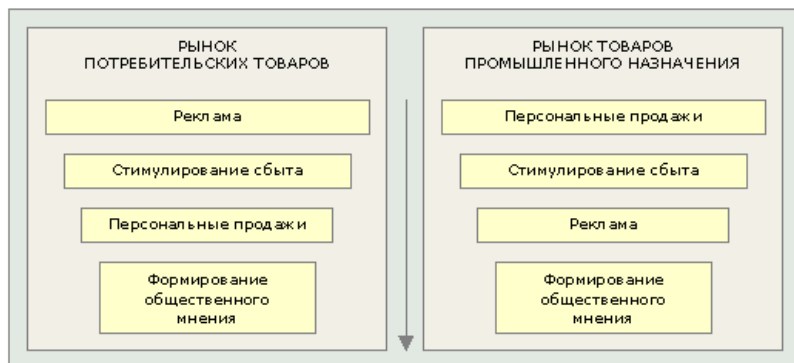 РЫНОК
ПОТРЕБИТЕЛЬСКИХ ТОВАРОВ
Реклама
Стимулирование сбыта
Персональные продажи
Формирование
общественного
мнения
РЫНОК ТОВАРОВ
ПРОМЫШЛЕННОГО НАЗНАЧЕНИЯ
Персональные продажи
Стимулирование сбыта
Реклама
Формирование
общественного
мнения